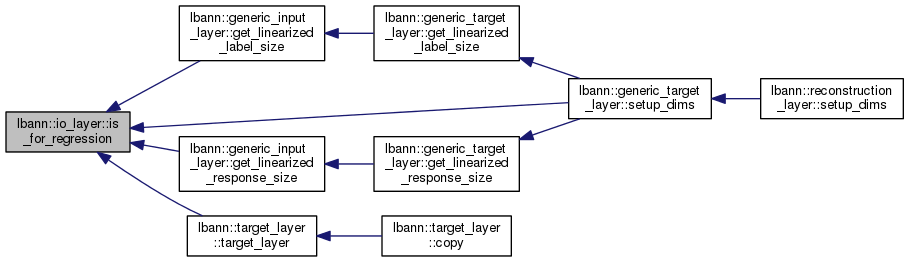 lbann::generic_input
_layer::get_linearized
_label_size
lbann::generic_target
_layer::get_linearized
_label_size
lbann::generic_target
_layer::setup_dims
lbann::reconstruction
_layer::setup_dims
lbann::io_layer::is
_for_regression
lbann::generic_input
_layer::get_linearized
_response_size
lbann::generic_target
_layer::get_linearized
_response_size
lbann::target_layer
::target_layer
lbann::target_layer
::copy